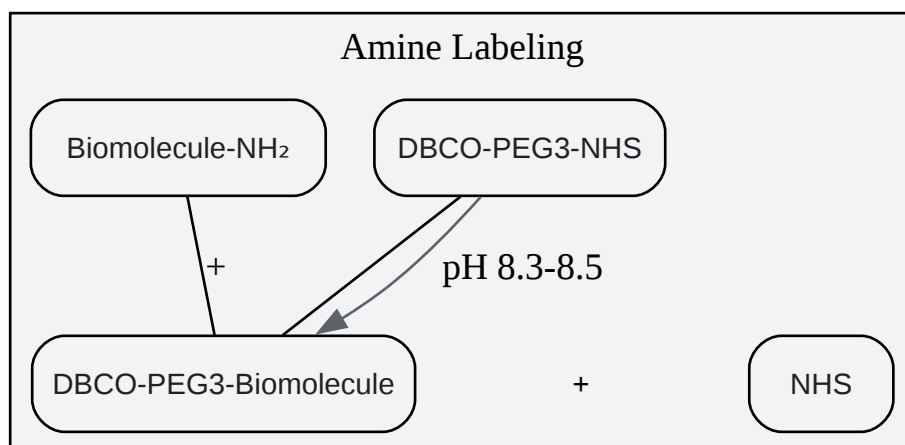 Amine Labeling
Biomolecule-NH₂
DBCO-PEG3-NHS
+
pH 8.3-8.5
DBCO-PEG3-Biomolecule
+
NHS